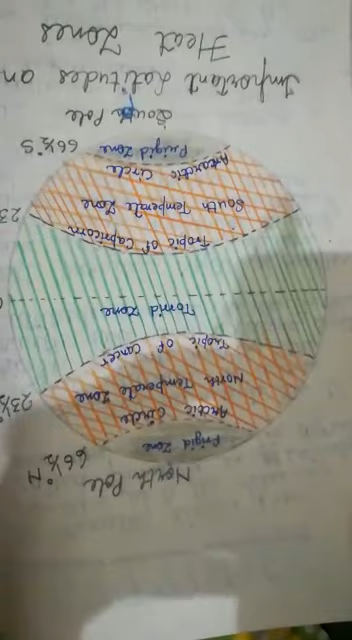 North Pole
66½°N
Frigid Zone
Arctic Circle
North Temperate Zone
23½°
Tropic of Cancer
Torrid Zone
Tropic of Capricorn
23
South Temperate Zone
Antarctic Circle
Frigid Zone
66½°S
South Pole
Important Latitudes an
Heat Zones